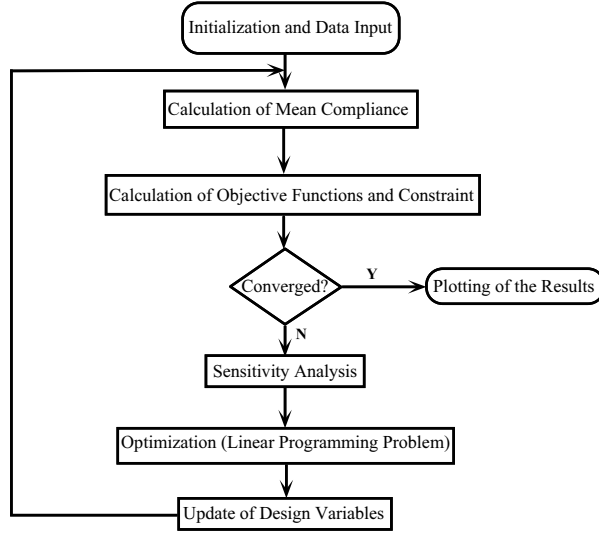 Initialization and Data Input
Calculation of Mean Compliance
Calculation of Objective Functions and Constraint
Converged?
Y
Plotting of the Results
N
Sensitivity Analysis
Optimization (Linear Programming Problem)
Update of Design Variables